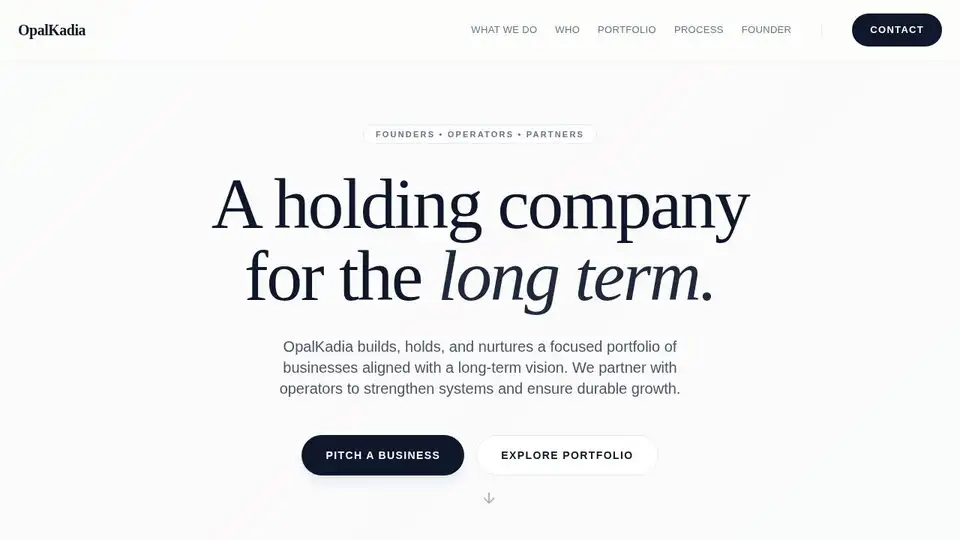 OpalKadia
WHAT WE DO
WHO
PORTFOLIO
PROCESS
FOUNDER
CONTACT
FOUNDERS • OPERATORS • PARTNERS
A holding company
for the long term.
OpalKadia builds, holds, and nurtures a focused portfolio of
businesses aligned with a long-term vision. We partner with
operators to strengthen systems and ensure durable growth.
PITCH A BUSINESS
EXPLORE PORTFOLIO